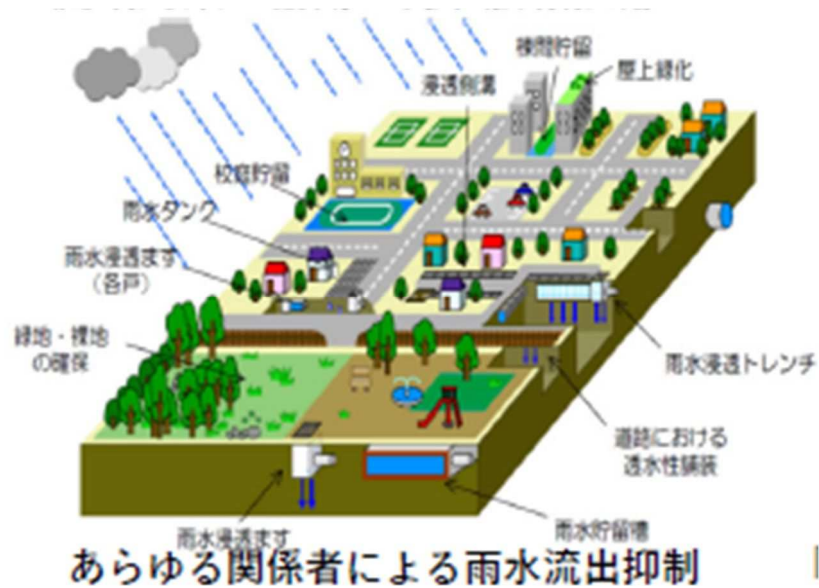 棟間貯留
屋上緑化
浸透側溝
校庭貯留
雨水タンク
雨水浸透ます
(各戸)
緑地・裸地
の確保
雨水浸透トレンチ
道路における
透水性舗装
雨水貯留槽
雨水浸透ます
あらゆる関係者による雨水流出抑制